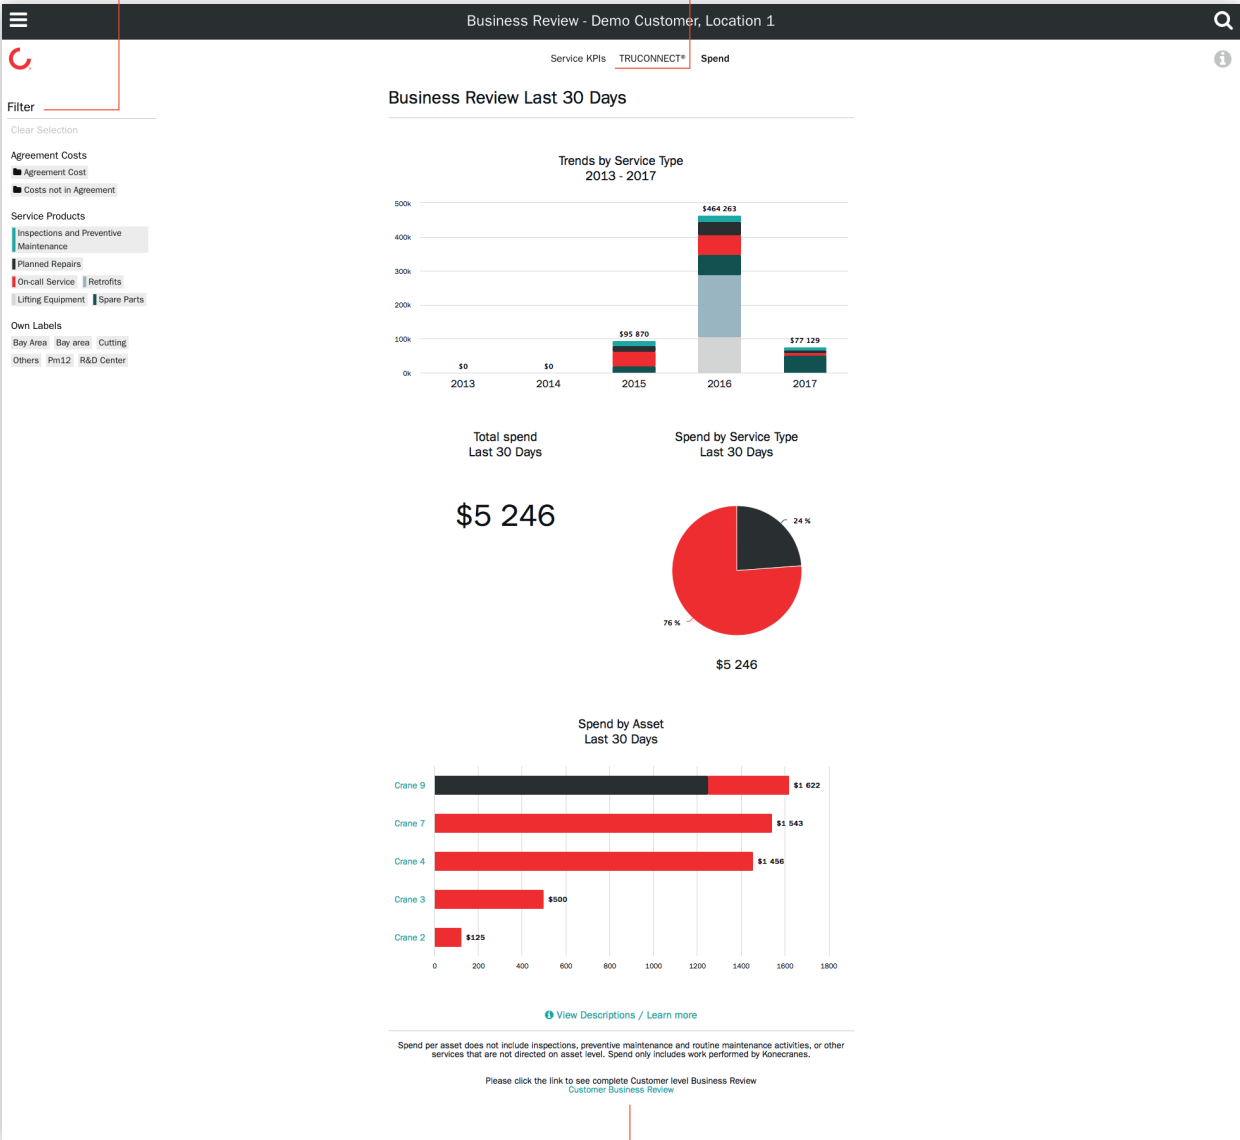 Business Review - Demo Customer, Location 1
Service KPIs TRUCONNECT® Spend
Filter
Clear Selection
Agreement Costs
Agreement Cost
Costs not in Agreement
Service Products
Inspections and Preventive
Maintenance
Planned Repairs
On-call Service Retrofits
Lifting Equipment Spare Parts
Own Labels
Bay Area Bay area Cutting
Others Pm12 R&D Center
Business Review Last 30 Days
Trends by Service Type
2013 - 2017
500k
400k
300k
200k
100k
0k
$0
$0
$95 870
$464 263
$77 129
2013 2014 2015 2016 2017
Total spend
Last 30 Days
$5 246
Spend by Service Type
Last 30 Days
24 %
76 %
$5 246
Spend by Asset
Last 30 Days
Crane 9 $1 622
Crane 7 $1 543
Crane 4 $1 456
Crane 3 $500
Crane 2 $125
0 200 400 600 800 1000 1200 1400 1600 1800
View Descriptions / Learn more
Spend per asset does not include inspections, preventive maintenance and routine maintenance activities, or other
services that are not directed on asset level. Spend only includes work performed by Konecranes.
Please click the link to see complete Customer level Business Review
Customer Business Review